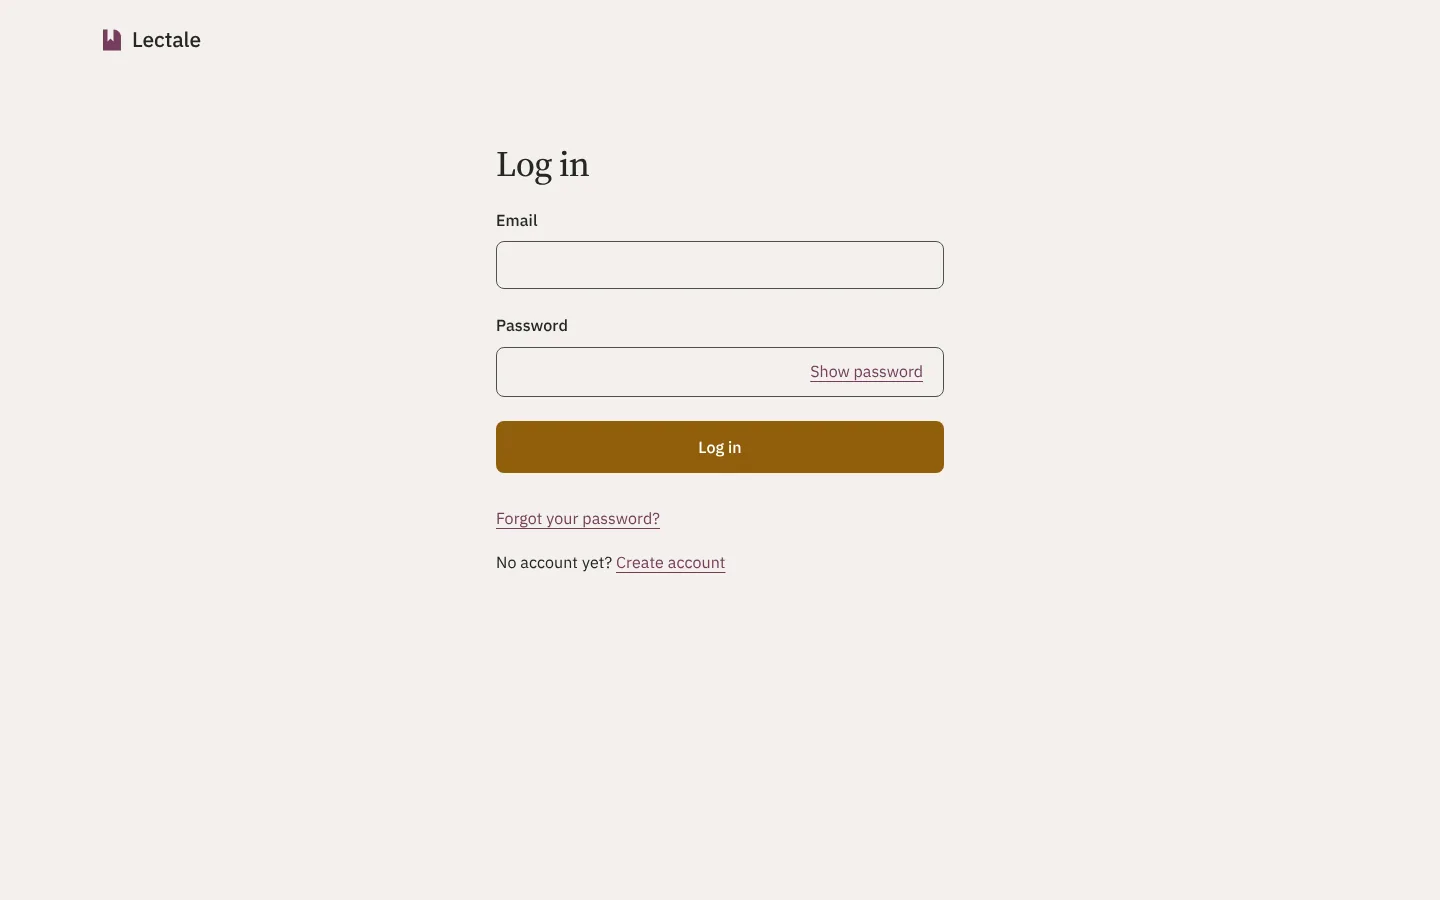 Lectale
Log in
Email
Password
Show password
Log in
Forgot your password?
No account yet? Create account